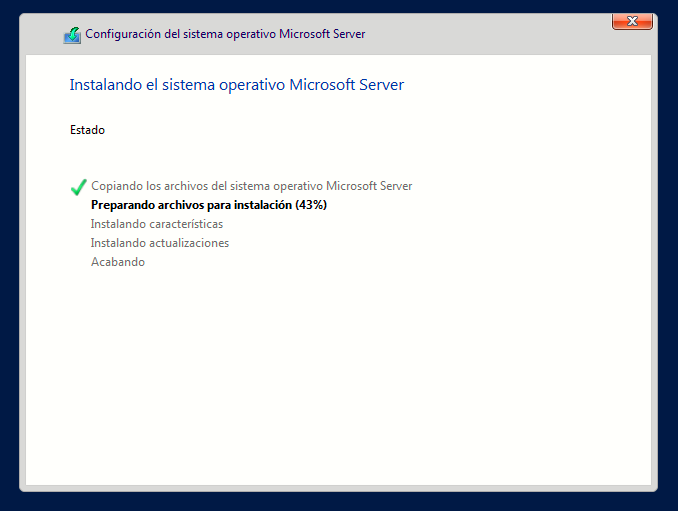 Configuración del sistema operativo Microsoft Server
Instalando el sistema operativo Microsoft Server
Estado
Copiando los archivos del sistema operativo Microsoft Server
Preparando archivos para instalación (43%)
Instalando características
Instalando actualizaciones
Acabando